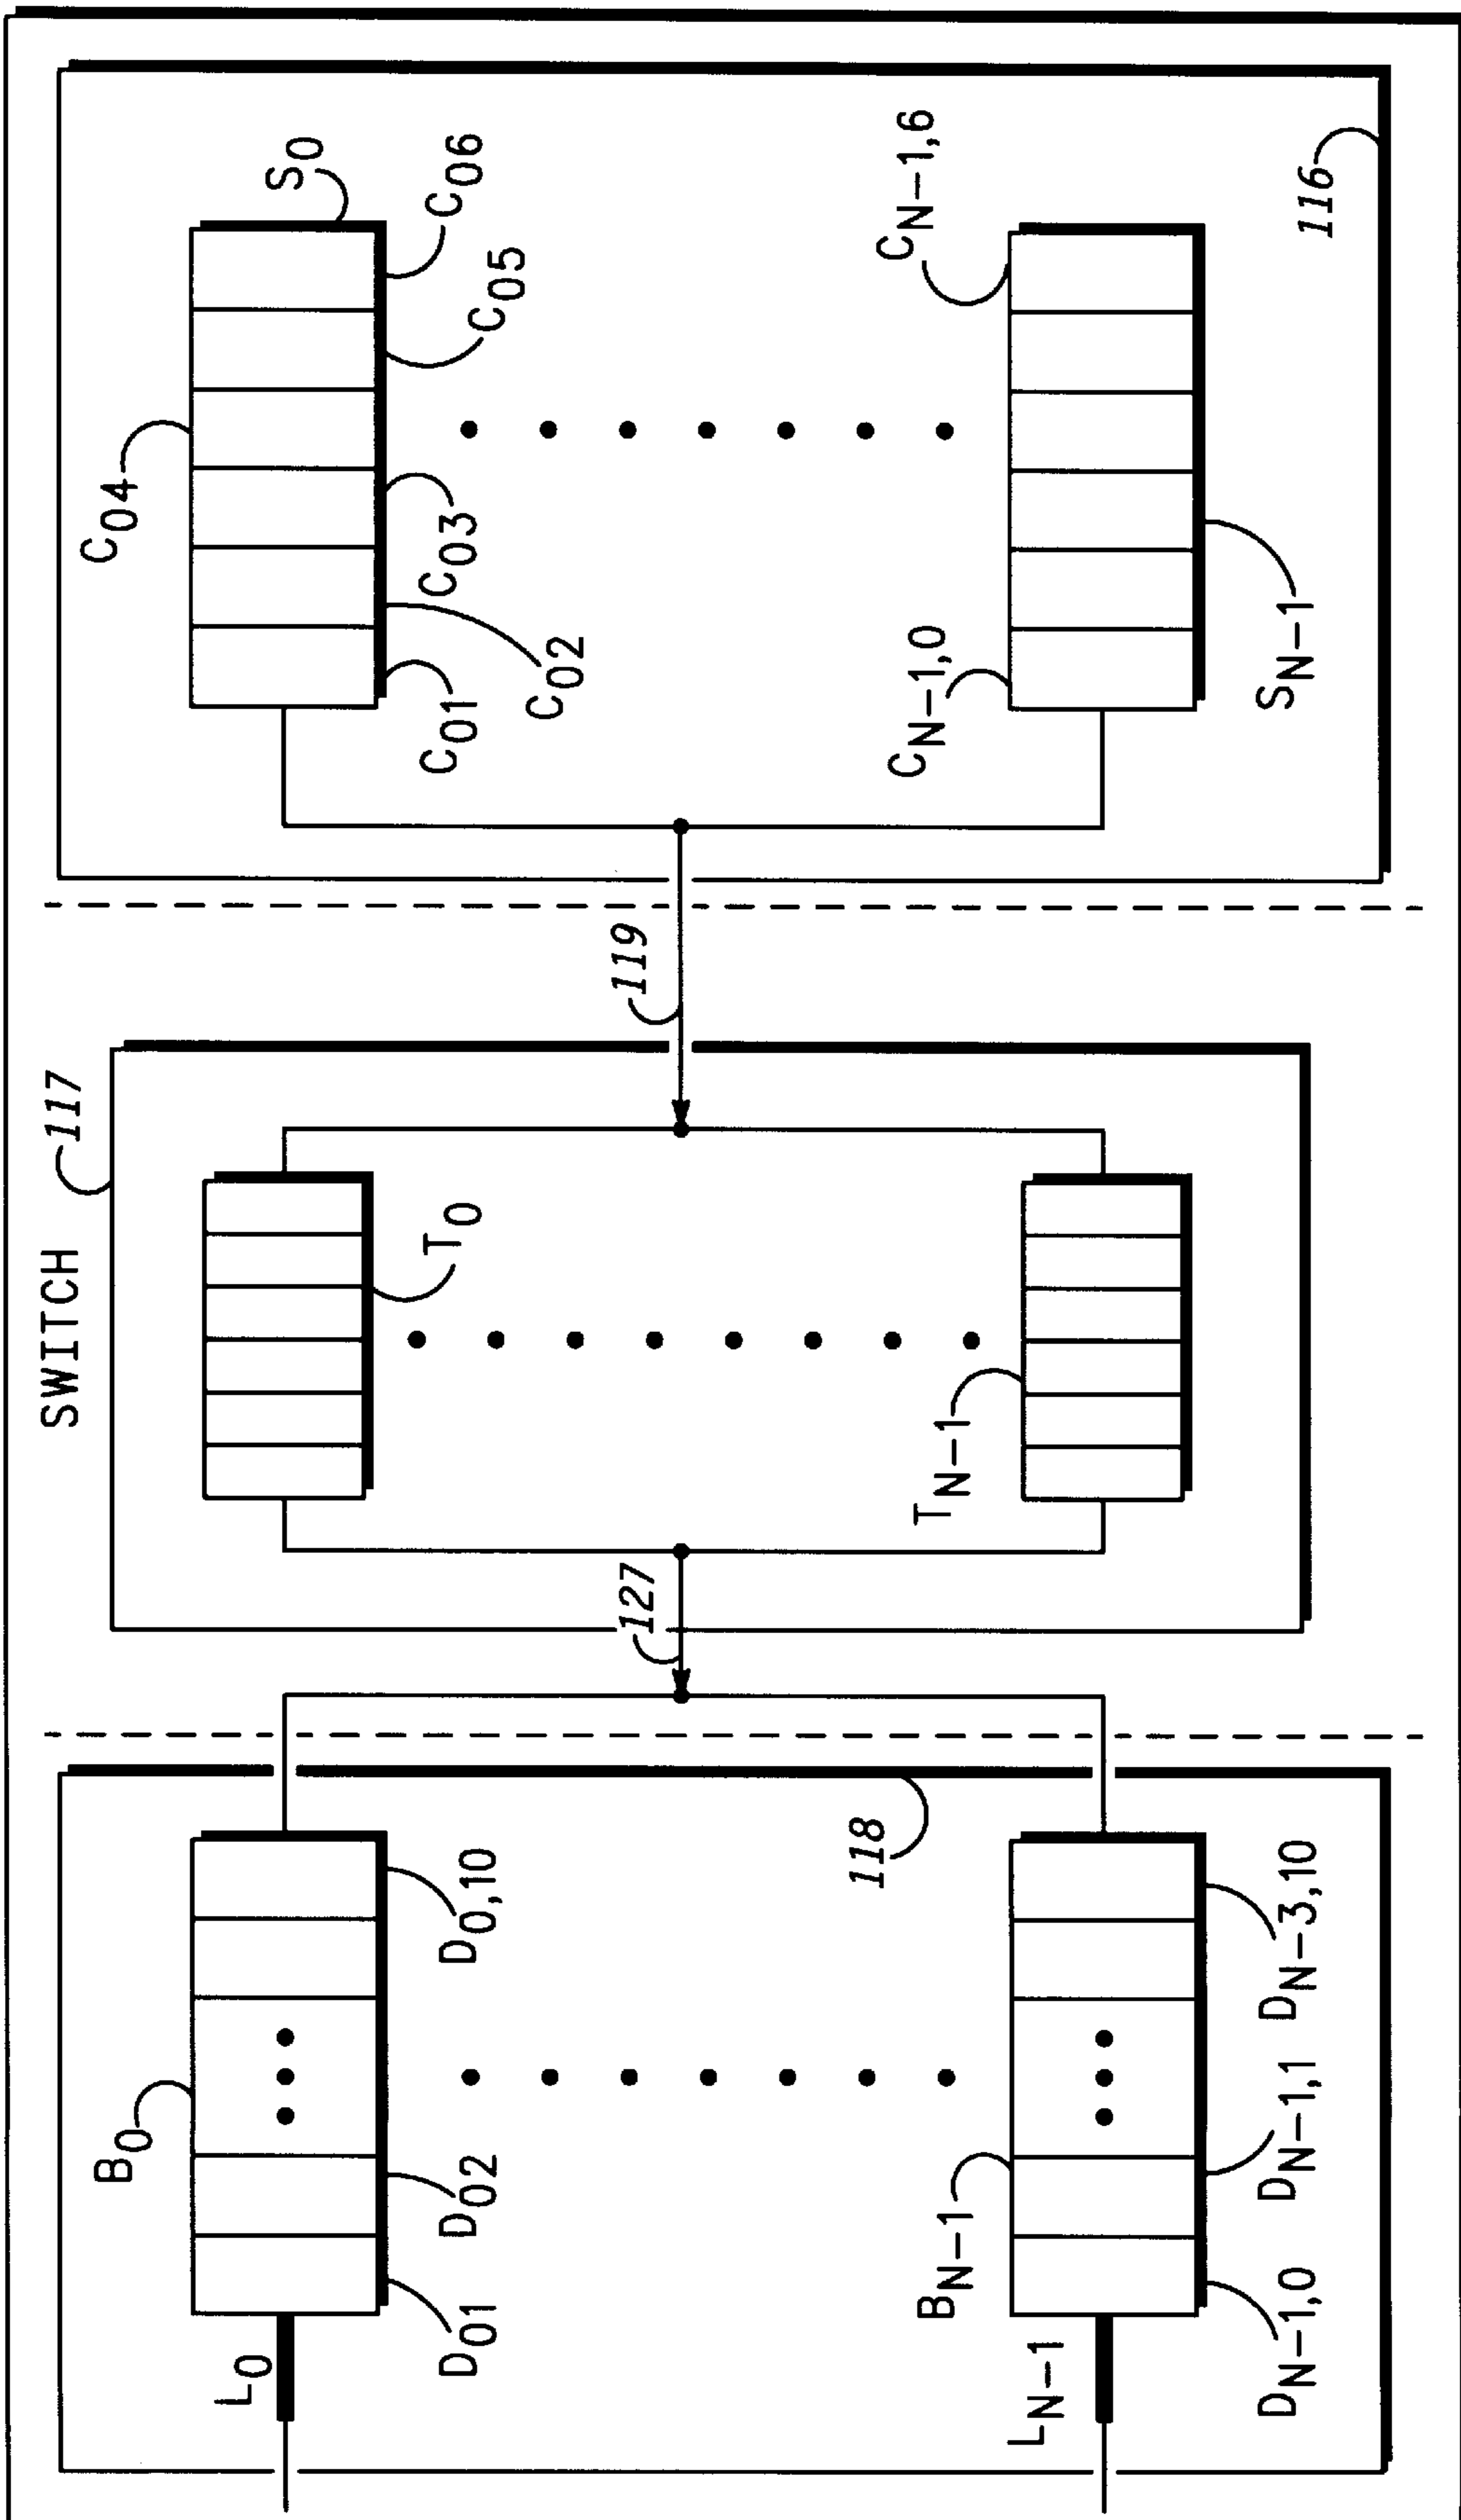 SWITCH
117
116
118
119
127
B0
D01
D02
D0,10
L0
BN-1
LN-1
DN-1,0
DN-1,1
DN-3,10
T0
TN-1
C04
S0
C01
C02
C03
C05
C06
CN-1,0
CN-1,6
SN-1